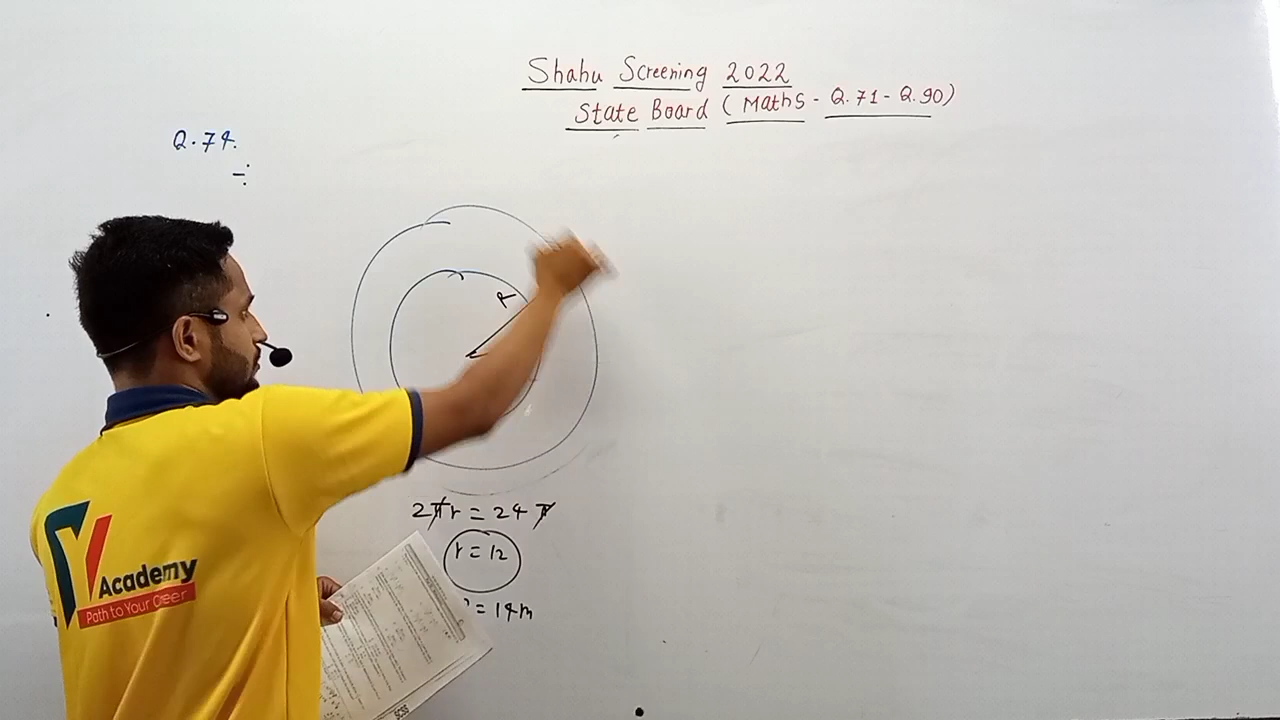 Shahu Screening 2022
State Board (Maths - Q.71 - Q.90)
Q.74.
R
2πr = 24π
r = 12
= 14m
Academy
Path to Your Career